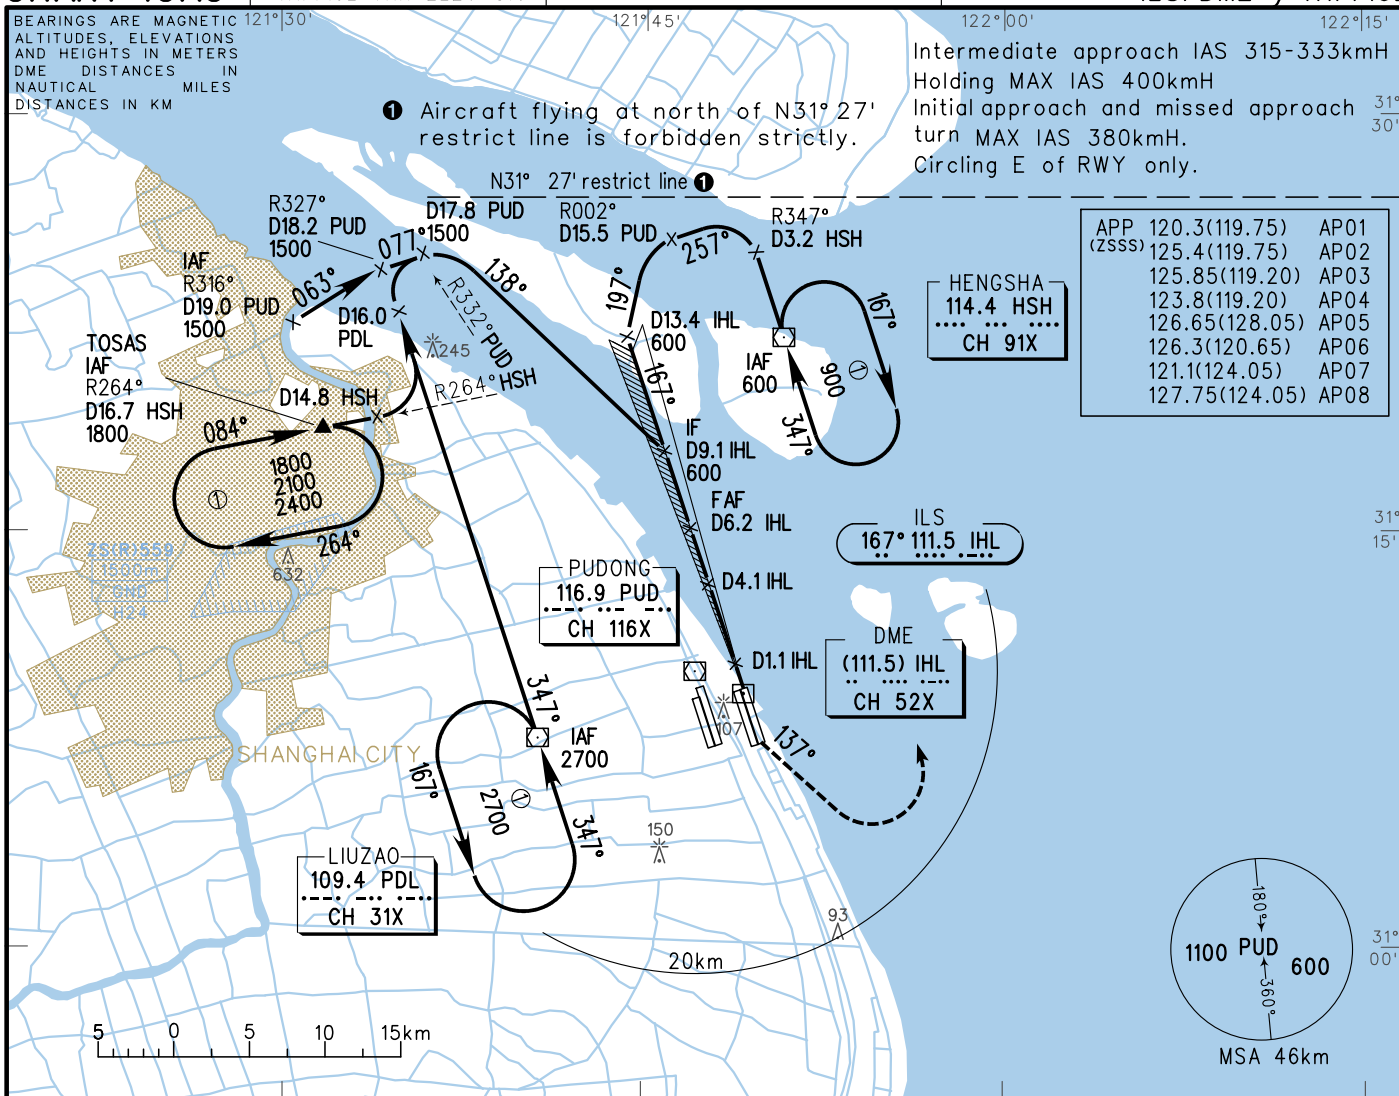 121°30'
121°45'
122°00'
122°15'
BEARINGS ARE MAGNETIC
ALTITUDES, ELEVATIONS
AND HEIGHTS IN METERS
DME DISTANCES IN
NAUTICAL MILES
DISTANCES IN KM
Intermediate approach IAS 315-333kmH
Holding MAX IAS 400kmH
Initial approach and missed approach
turn MAX IAS 380kmH.
Circling E of RWY only.
31°
30'
❶ Aircraft flying at north of N31° 27'
restrict line is forbidden strictly.
N31° 27' restrict line ❶
R327°
D18.2 PUD
1500
077°
D17.8 PUD
1500
R002°
D15.5 PUD
257°
R347°
D3.2 HSH
APP 120.3(119.75) AP01
(ZSSS) 125.4(119.75) AP02
125.85(119.20) AP03
123.8(119.20) AP04
126.65(128.05) AP05
126.3(120.65) AP06
121.1(124.05) AP07
127.75(124.05) AP08
IAF
R316°
D19.0 PUD
1500
063°
138°
197°
HENGSHA
114.4 HSH
CH 91X
167°
D16.0
PDL
R332° PUD
245
D13.4 IHL
600
IAF
600
900
①
347°
TOSAS
IAF
R264°
D16.7 HSH
1800
D14.8 HSH
R264° HSH
167°
084°
1800
2100
2400
①
264°
IF
D9.1 IHL
600
FAF
D6.2 IHL
ILS
167° 111.5 IHL
31°
15'
ZS(R)559
1500m
GND
H24
632
PUDONG
116.9 PUD
CH 116X
D4.1 IHL
DME
(111.5) IHL
CH 52X
D1.1 IHL
107
137°
SHANGHAI CITY
347°
IAF
2700
167°
2700
①
347°
150
LIUZAO
109.4 PDL
CH 31X
93
20km
180°
1100 PUD 600
360°
MSA 46km
31°
00'
5 0 5 10 15km